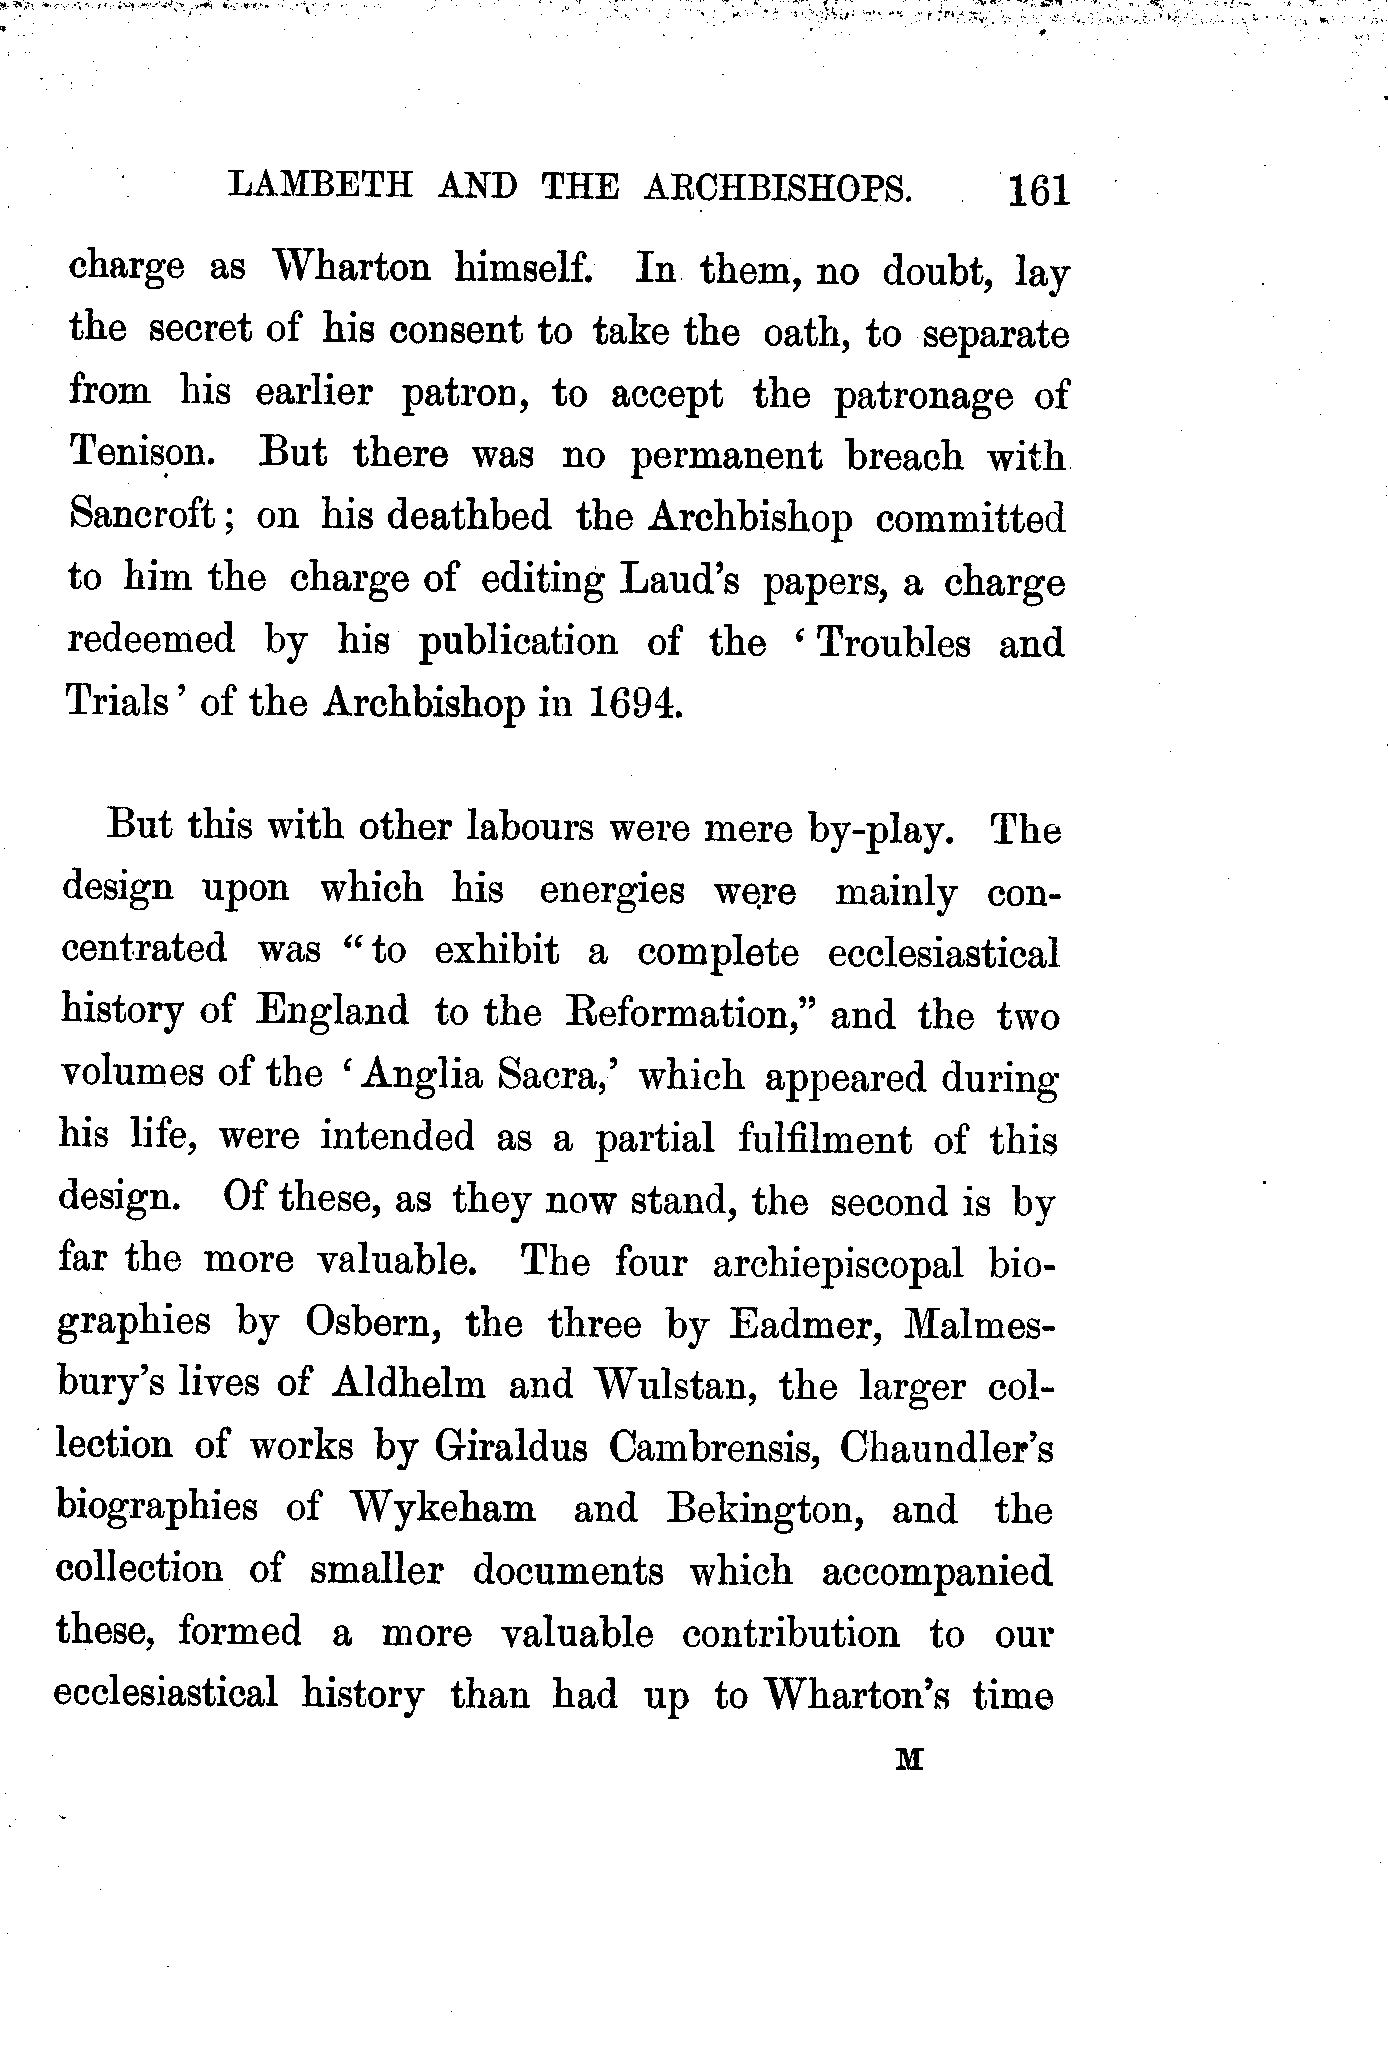 LAMBETH AND THE ARCHBISHOPS. 161
charge as Wharton himself. In them, no doubt, lay
the secret of his consent to take the oath, to separate
from his earlier patron, to accept the patronage of
Tenison. But there was no permanent breach with
Sancroft; on his deathbed the Archbishop committed
to him the charge of editing Laud's papers, a charge
redeemed by his publication of the ‘Troubles and
Trials’ of the Archbishop in 1694.
But this with other labours were mere by-play. The
design upon which his energies were mainly con-
centrated was “to exhibit a complete ecclesiastical
history of England to the Reformation,” and the two
volumes of the ‘Anglia Sacra,’ which appeared during
his life, were intended as a partial fulfilment of this
design. Of these, as they now stand, the second is by
far the more valuable. The four archiepiscopal bio-
graphies by Osbern, the three by Eadmer, Malmes-
bury's lives of Aldhelm and Wulstan, the larger col-
lection of works by Giraldus Cambrensis, Chaundler's
biographies of Wykeham and Bekington, and the
collection of smaller documents which accompanied
these, formed a more valuable contribution to our
ecclesiastical history than had up to Wharton's time
M